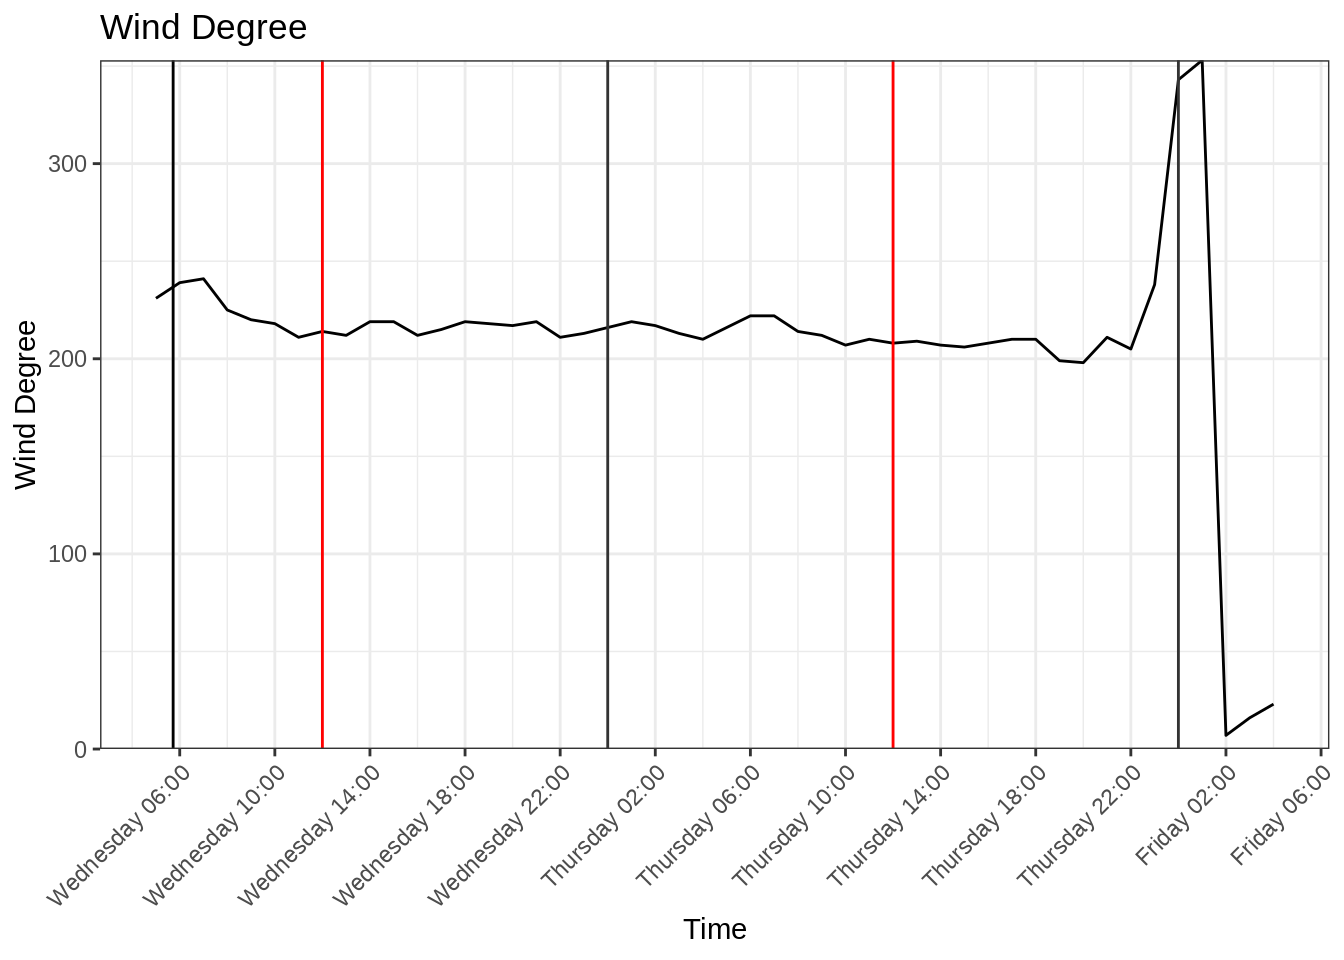 Wind Degree
Wind Degree
300
200
100
0
Wednesday 06:00
Wednesday 10:00
Wednesday 14:00
Wednesday 18:00
Wednesday 22:00
Thursday 02:00
Thursday 06:00
Thursday 10:00
Thursday 14:00
Thursday 18:00
Thursday 22:00
Friday 02:00
Friday 06:00
Time